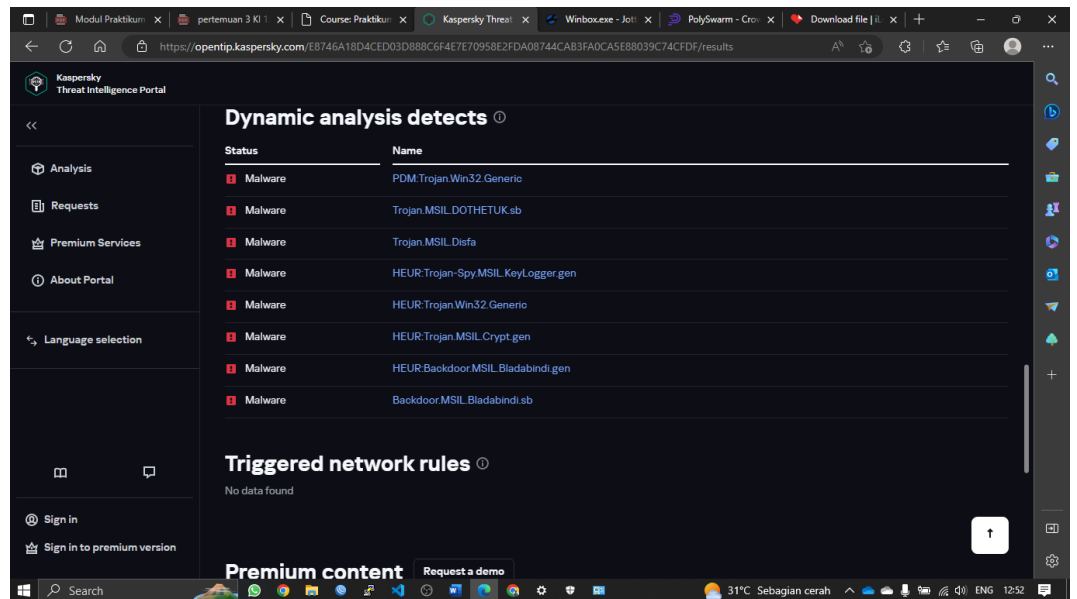 Modul Praktikum
pertemuan 3 KI 1
Course: Praktikun
Kaspersky Threat
Winbox.exe - Jott
PolySwarm - Crov
Download file | iL
https://opentip.kaspersky.com/E8746A18D4CED03D888C6F4E7E70958E2FDA08744CAB3FA0CA5E88039C74CFDF/results
Kaspersky
Threat Intelligence Portal
Analysis
Requests
Premium Services
About Portal
Language selection
Sign in
Sign in to premium version
Dynamic analysis detects
Status Name
Malware PDM:Trojan.Win32.Generic
Malware Trojan.MSIL.DOTHETUK.sb
Malware Trojan.MSIL.Disfa
Malware HEUR:Trojan-Spy.MSIL.KeyLogger.gen
Malware HEUR:Trojan.Win32.Generic
Malware HEUR:Trojan.MSIL.Crypt.gen
Malware HEUR:Backdoor.MSIL.Bladabindi.gen
Malware Backdoor.MSIL.Bladabindi.sb
Triggered network rules
No data found
Premium content Request a demo
Search
31°C Sebagian cerah
ENG 12:52